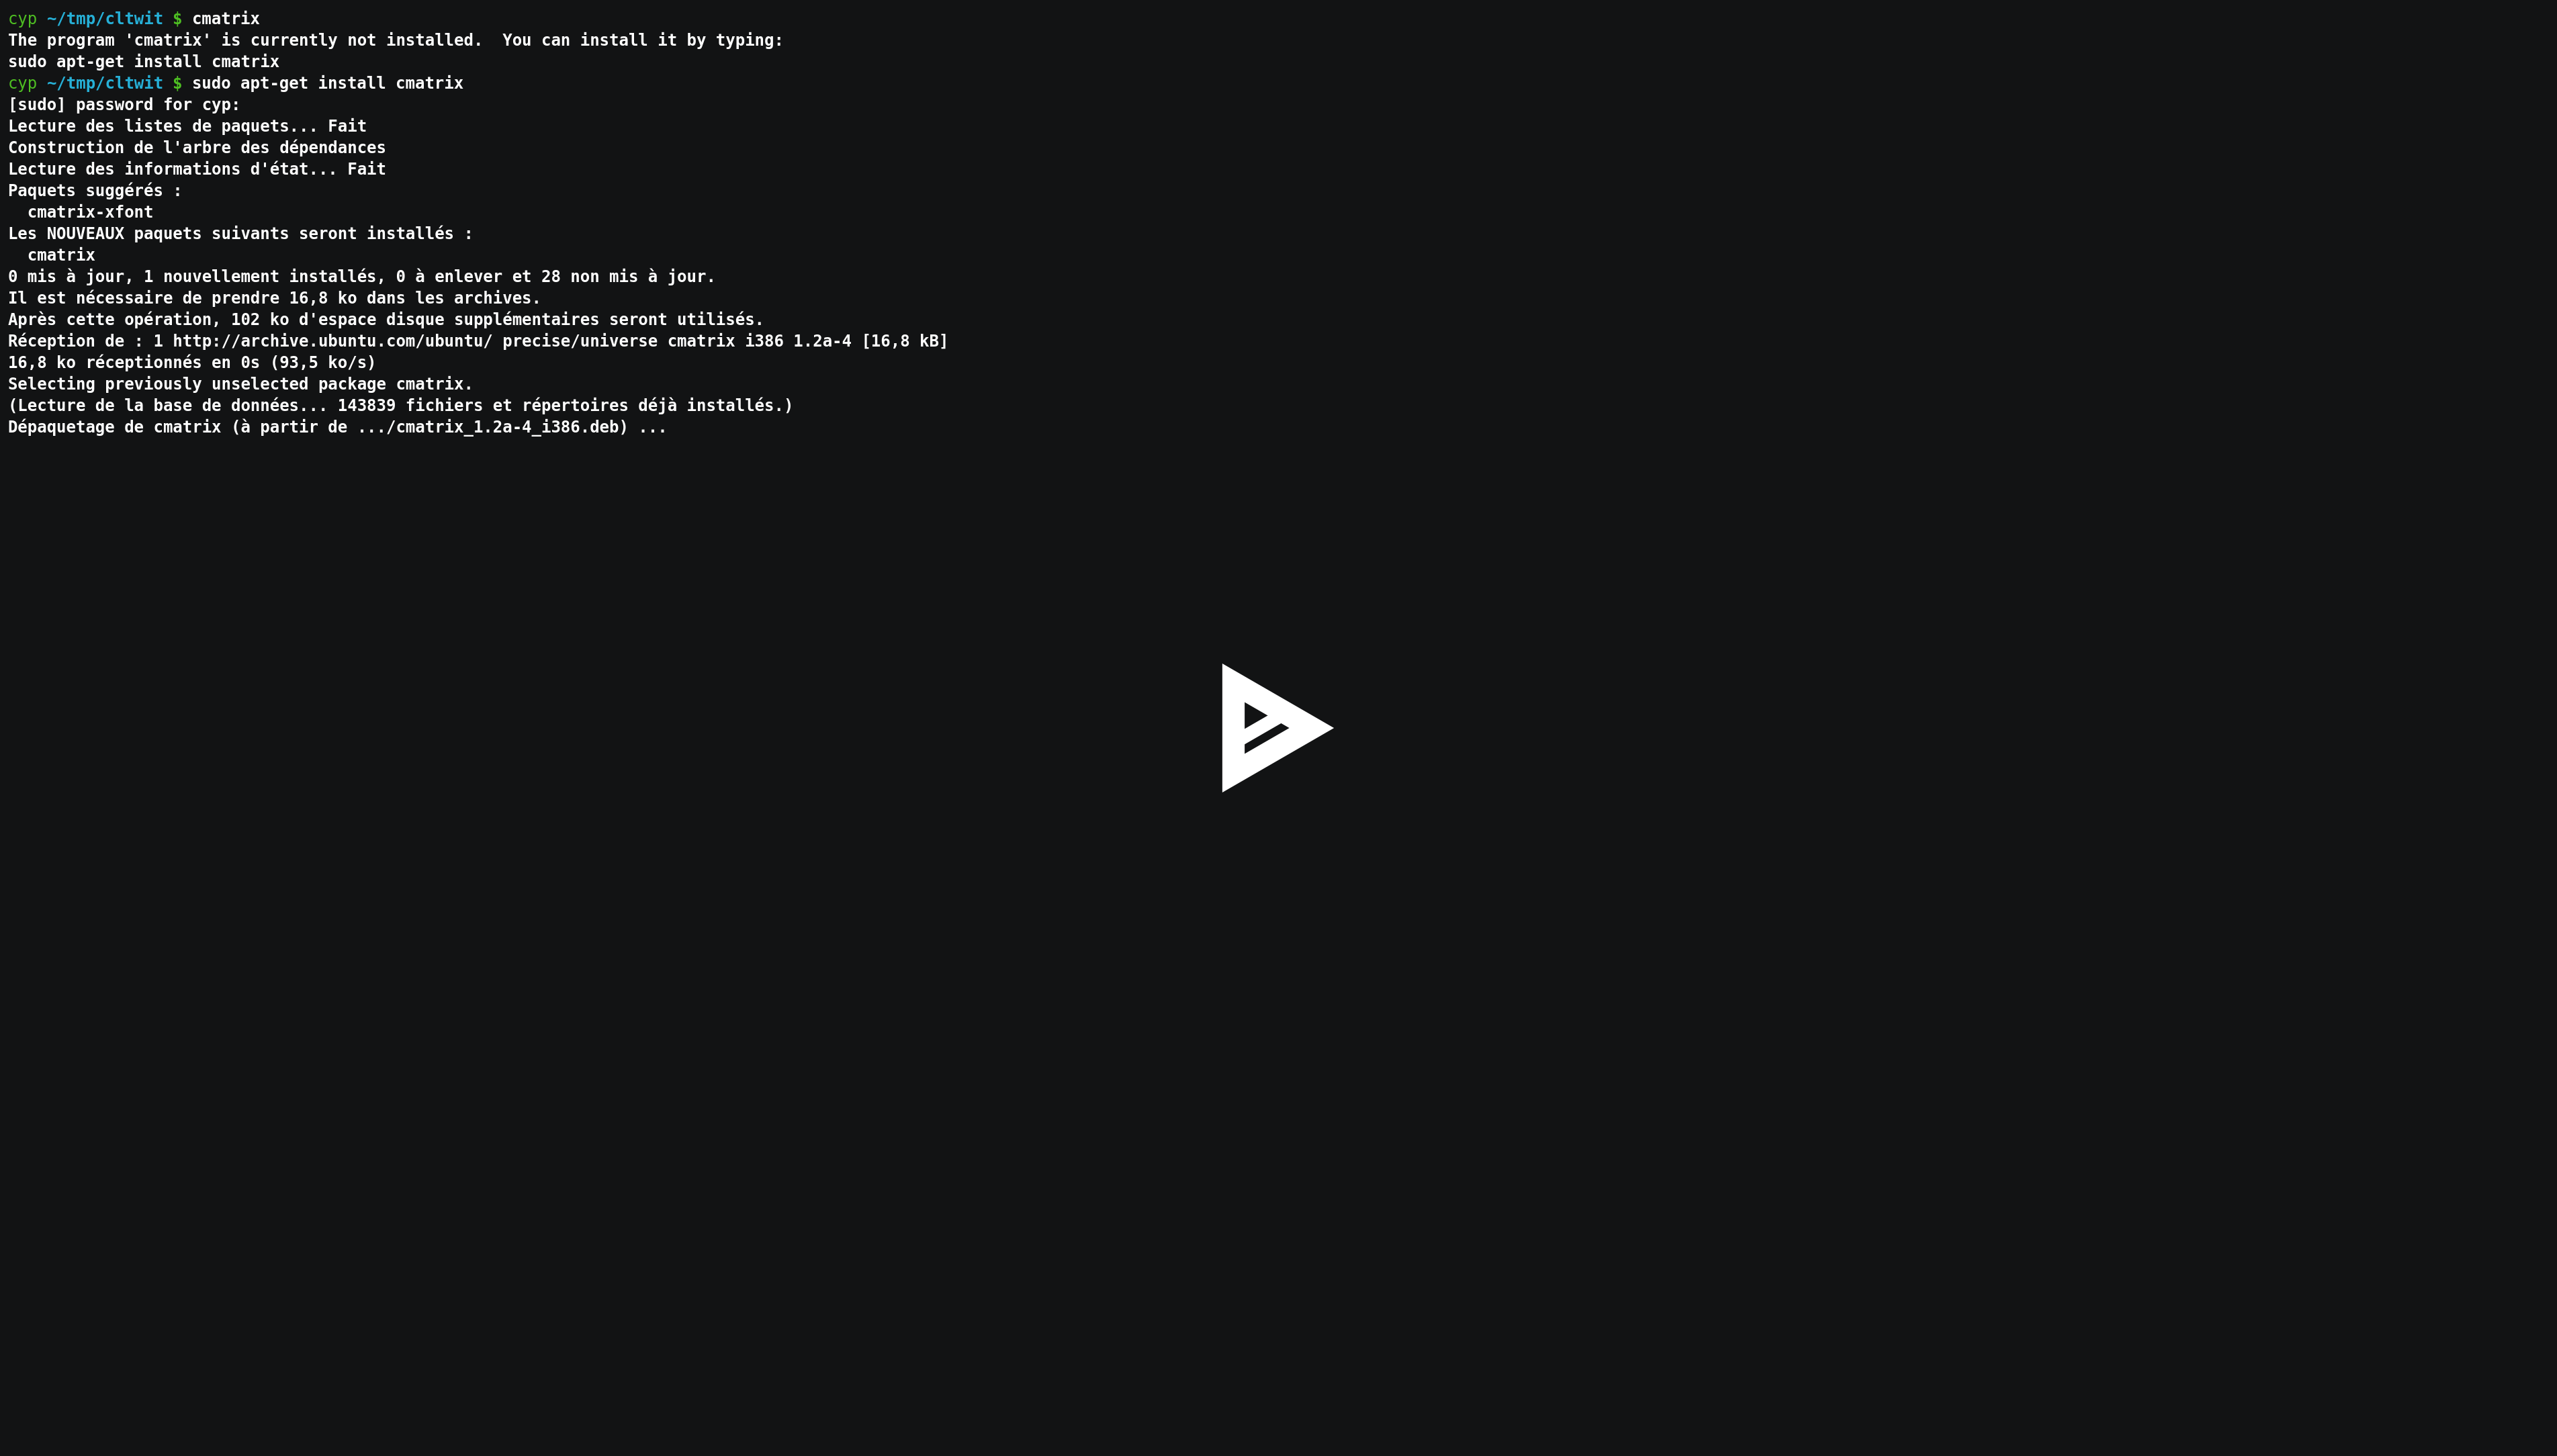 cyp ~/tmp/cltwit $ cmatrix
The program 'cmatrix' is currently not installed.  You can install it by typing:
sudo apt-get install cmatrix
cyp ~/tmp/cltwit $ sudo apt-get install cmatrix
[sudo] password for cyp:
Lecture des listes de paquets... Fait
Construction de l'arbre des dépendances
Lecture des informations d'état... Fait
Paquets suggérés :
  cmatrix-xfont
Les NOUVEAUX paquets suivants seront installés :
  cmatrix
0 mis à jour, 1 nouvellement installés, 0 à enlever et 28 non mis à jour.
Il est nécessaire de prendre 16,8 ko dans les archives.
Après cette opération, 102 ko d'espace disque supplémentaires seront utilisés.
Réception de : 1 http://archive.ubuntu.com/ubuntu/ precise/universe cmatrix i386 1.2a-4 [16,8 kB]
16,8 ko réceptionnés en 0s (93,5 ko/s)
Selecting previously unselected package cmatrix.
(Lecture de la base de données... 143839 fichiers et répertoires déjà installés.)
Dépaquetage de cmatrix (à partir de .../cmatrix_1.2a-4_i386.deb) ...